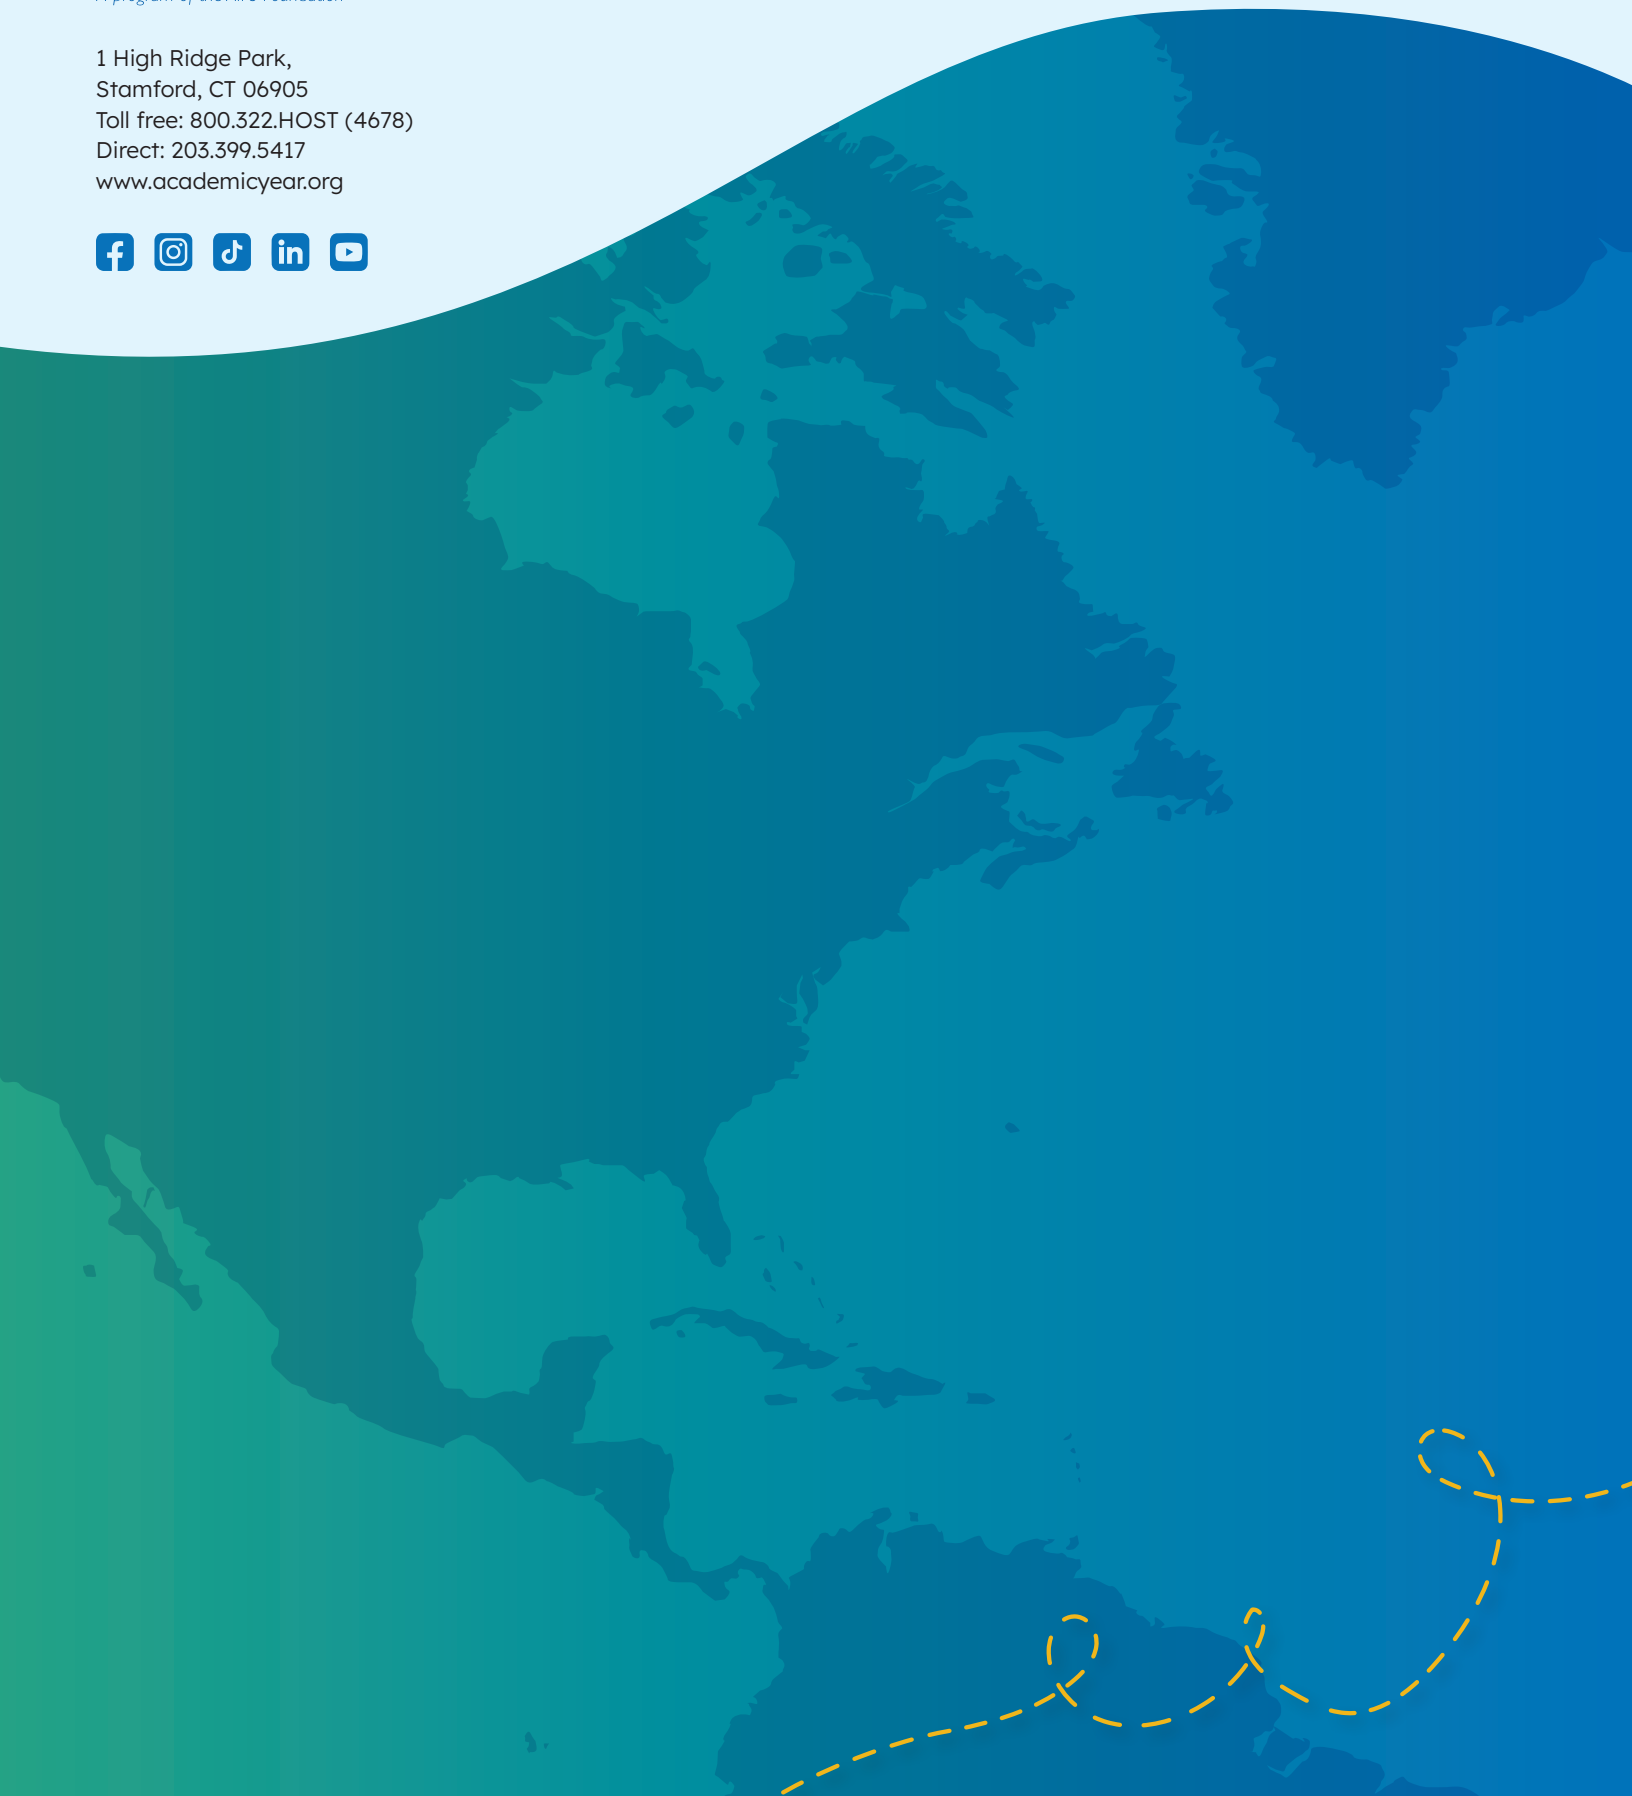 1 High Ridge Park,
Stamford, CT 06905
Toll free: 800.322.HOST (4678)
Direct: 203.399.5417
www.academicyear.org